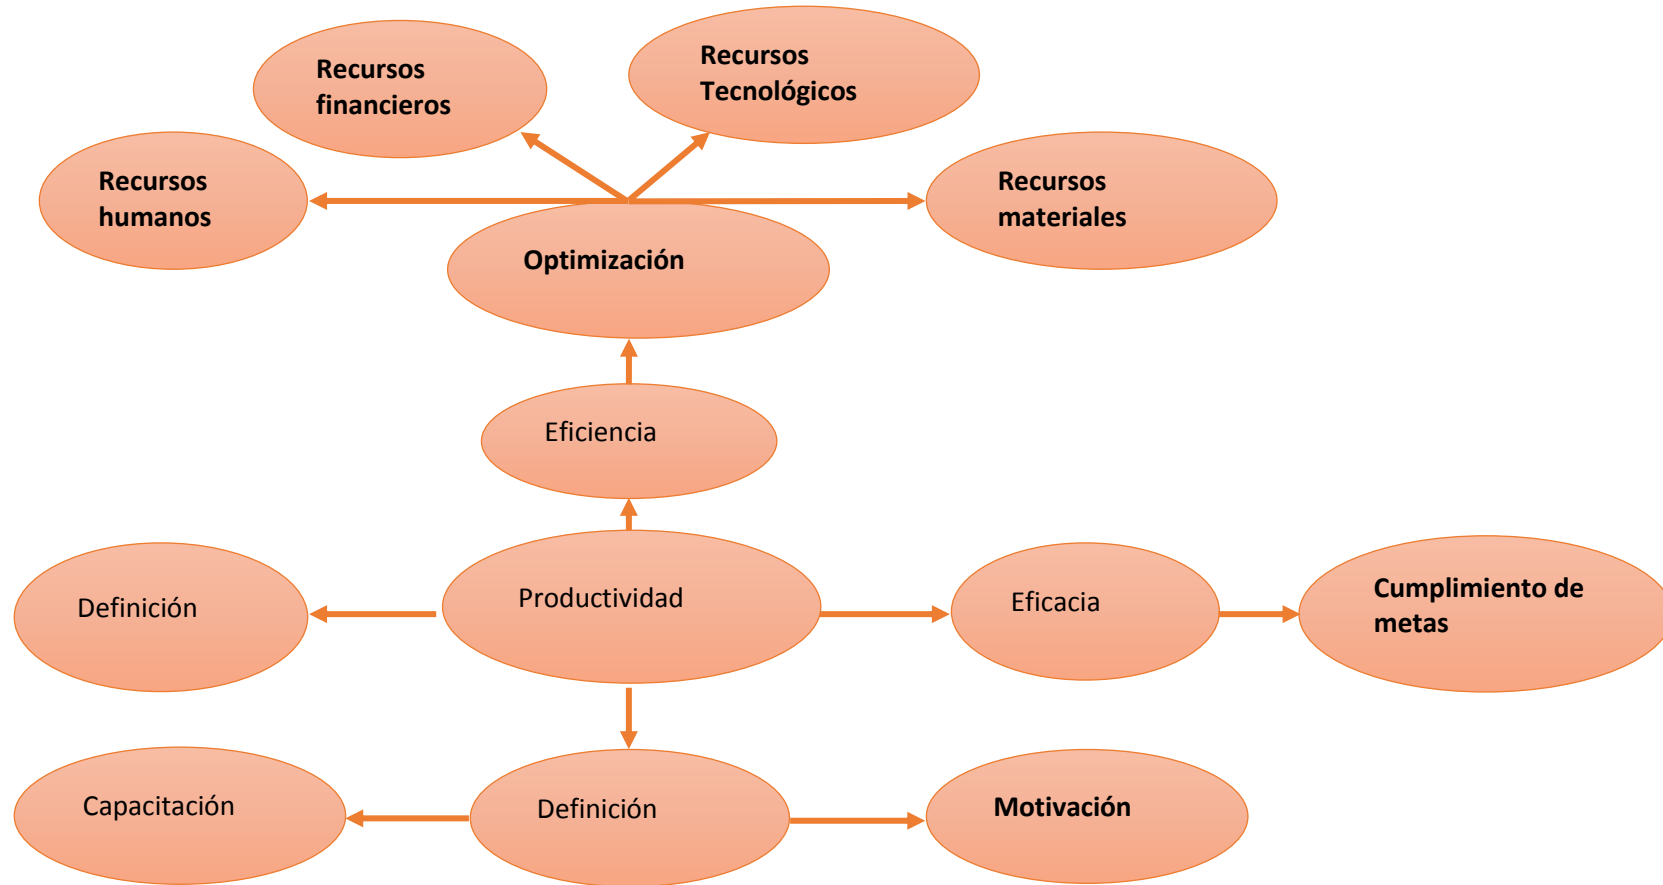 Recursos
financieros
Recursos
Tecnológicos
Recursos
humanos
Recursos
materiales
Optimización
Eficiencia
Definición
Productividad
Eficacia
Cumplimiento de
metas
Capacitación
Definición
Motivación